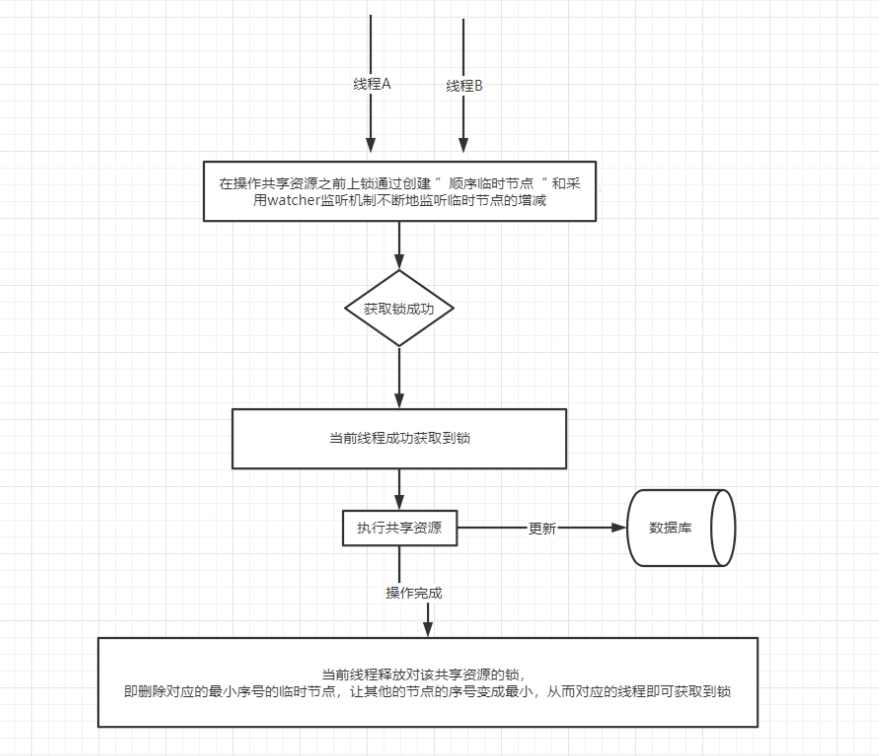 线程A
线程B
在操作共享资源之前上锁通过创建＂ 顺序临时节点 “ 和采
用watcher监听机制不断地监听临时节点的增减
获取锁成功
当前线程成功获取到锁
执行共享资源
更新
数据库
操作完成
当前线程释放对该共享资源的锁，
即删除对应的最小序号的临时节点，让其他的节点的序号变成最小，从而对应的线程即可获取到锁